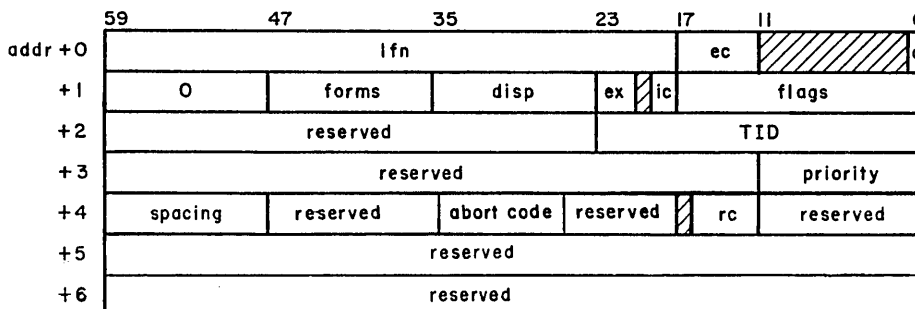 59 47 35 23 17 11
addr +0 lfn ec
+1 0 forms disp ex ic flags
+2 reserved TID
+3 reserved priority
+4 spacing reserved abort code reserved rc reserved
+5 reserved
+6 reserved